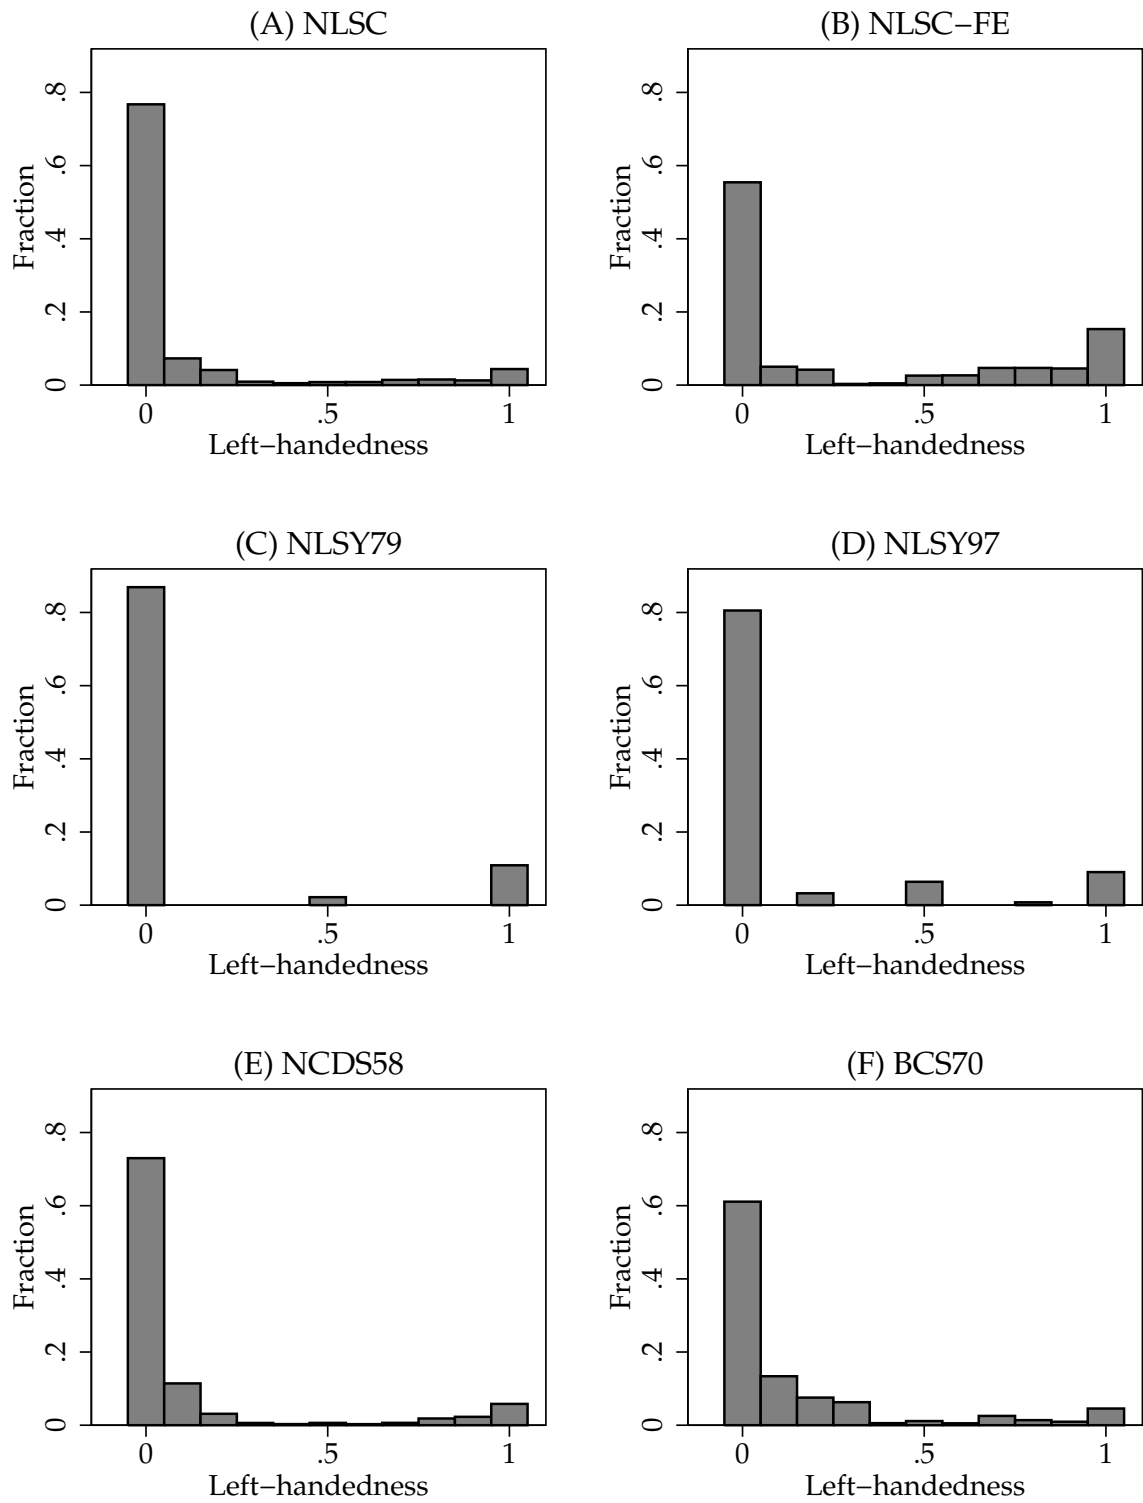 (A) NLSC
Fraction
0 .2 .4 .6 .8
0 .5 1
Left−handedness
(B) NLSC−FE
Fraction
0 .2 .4 .6 .8
0 .5 1
Left−handedness
(C) NLSY79
Fraction
0 .2 .4 .6 .8
0 .5 1
Left−handedness
(D) NLSY97
Fraction
0 .2 .4 .6 .8
0 .5 1
Left−handedness
(E) NCDS58
Fraction
0 .2 .4 .6 .8
0 .5 1
Left−handedness
(F) BCS70
Fraction
0 .2 .4 .6 .8
0 .5 1
Left−handedness